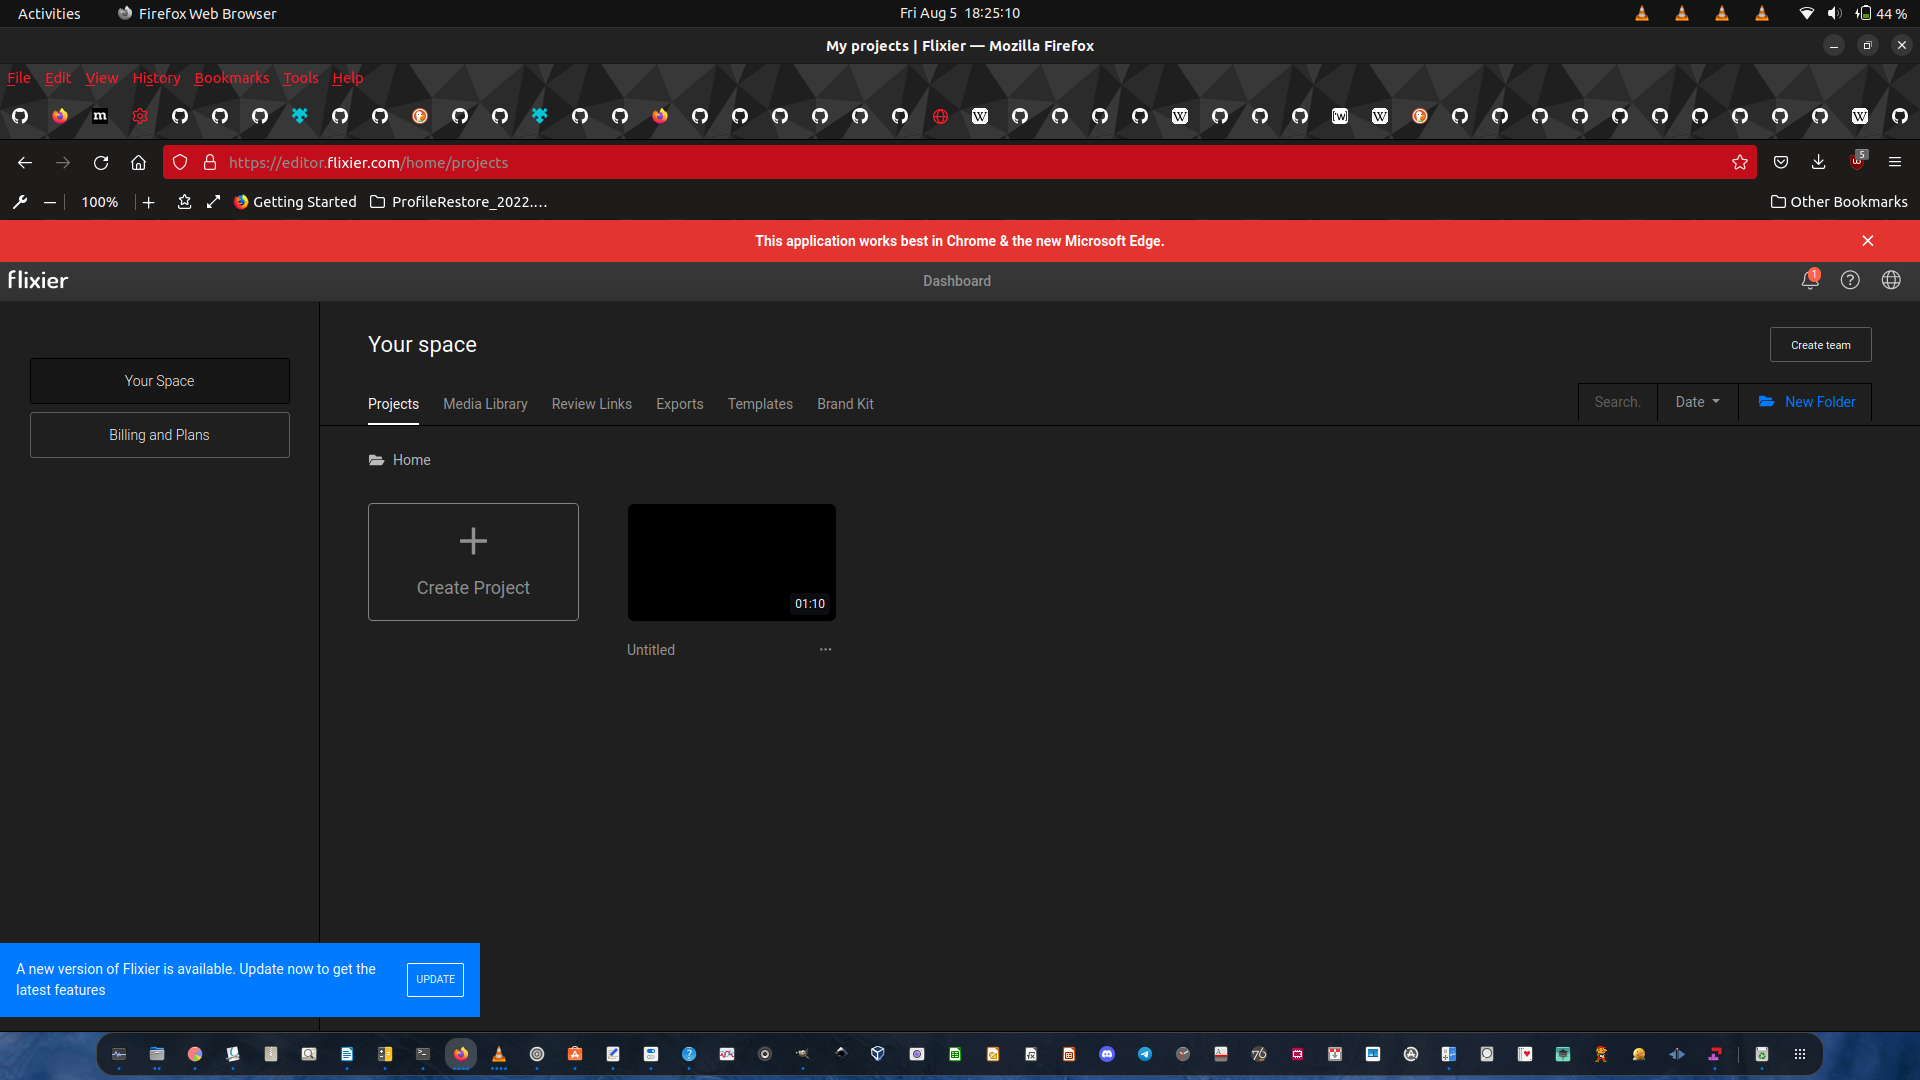 Activities
Firefox Web Browser
Fri Aug 5 18:25:10
44 %
My projects | Flixier — Mozilla Firefox
File Edit View History Bookmarks Tools Help
https://editor.flixier.com/home/projects
5
100%
Getting Started
ProfileRestore_2022....
Other Bookmarks
This application works best in Chrome & the new Microsoft Edge.
flixier
Dashboard
1
Your space
Create team
Your Space
Billing and Plans
Projects Media Library Review Links Exports Templates Brand Kit
Search.
Date
New Folder
Home
Create Project
01:10
Untitled
A new version of Flixier is available. Update now to get the
latest features
UPDATE